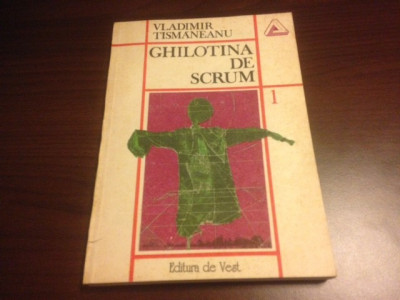 VLADIMIR
TISMĂNEANU
GHILOTINA
DE
SCRUM
1
Editura de Vest